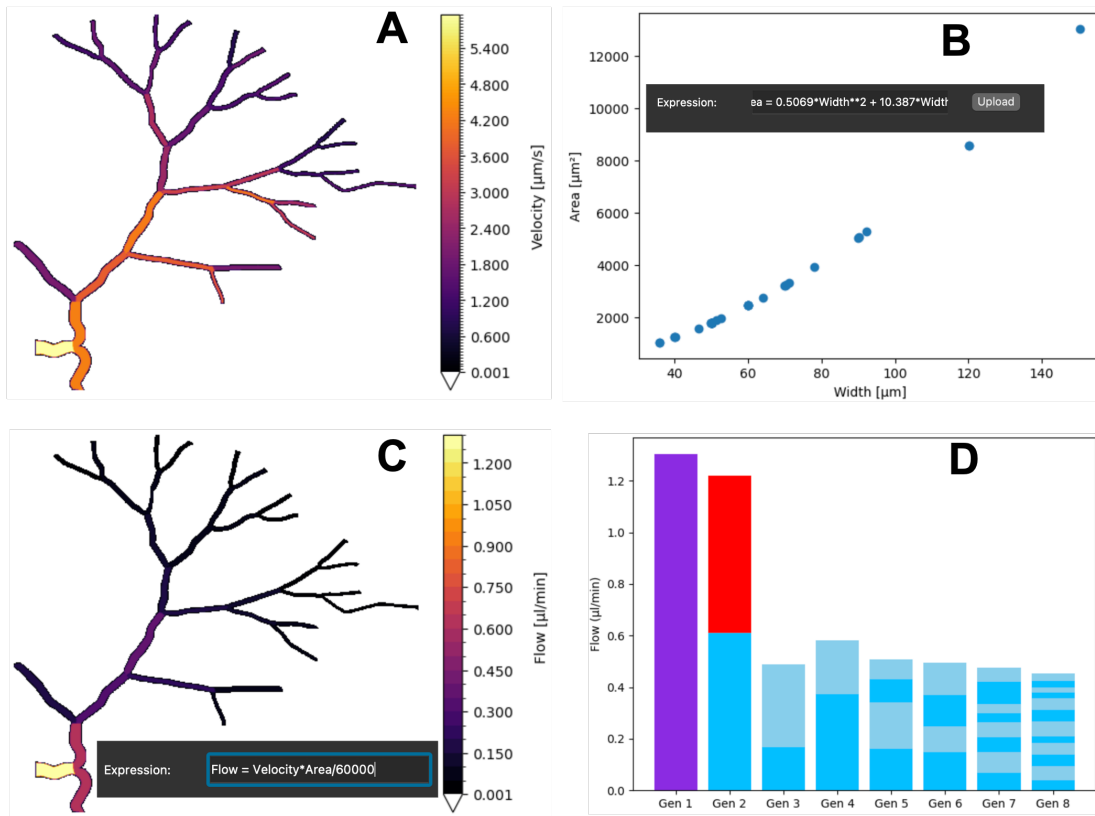 A
5.400
4.800
4.200
3.600
3.000
2.400
1.800
1.200
0.600
0.001
Velocity [µm/s]
B
12000
10000
8000
6000
4000
2000
Area [µm²]
Expression: ea = 0.5069*Width**2 + 10.387*Width Upload
40 60 80 100 120 140
Width [µm]
C
1.200
1.050
0.900
0.750
0.600
0.450
0.300
0.150
0.001
Flow [µl/min]
Expression: Flow = Velocity*Area/60000
D
1.2
1.0
0.8
0.6
0.4
0.2
0.0
Flow (µl/min)
Gen 1 Gen 2 Gen 3 Gen 4 Gen 5 Gen 6 Gen 7 Gen 8